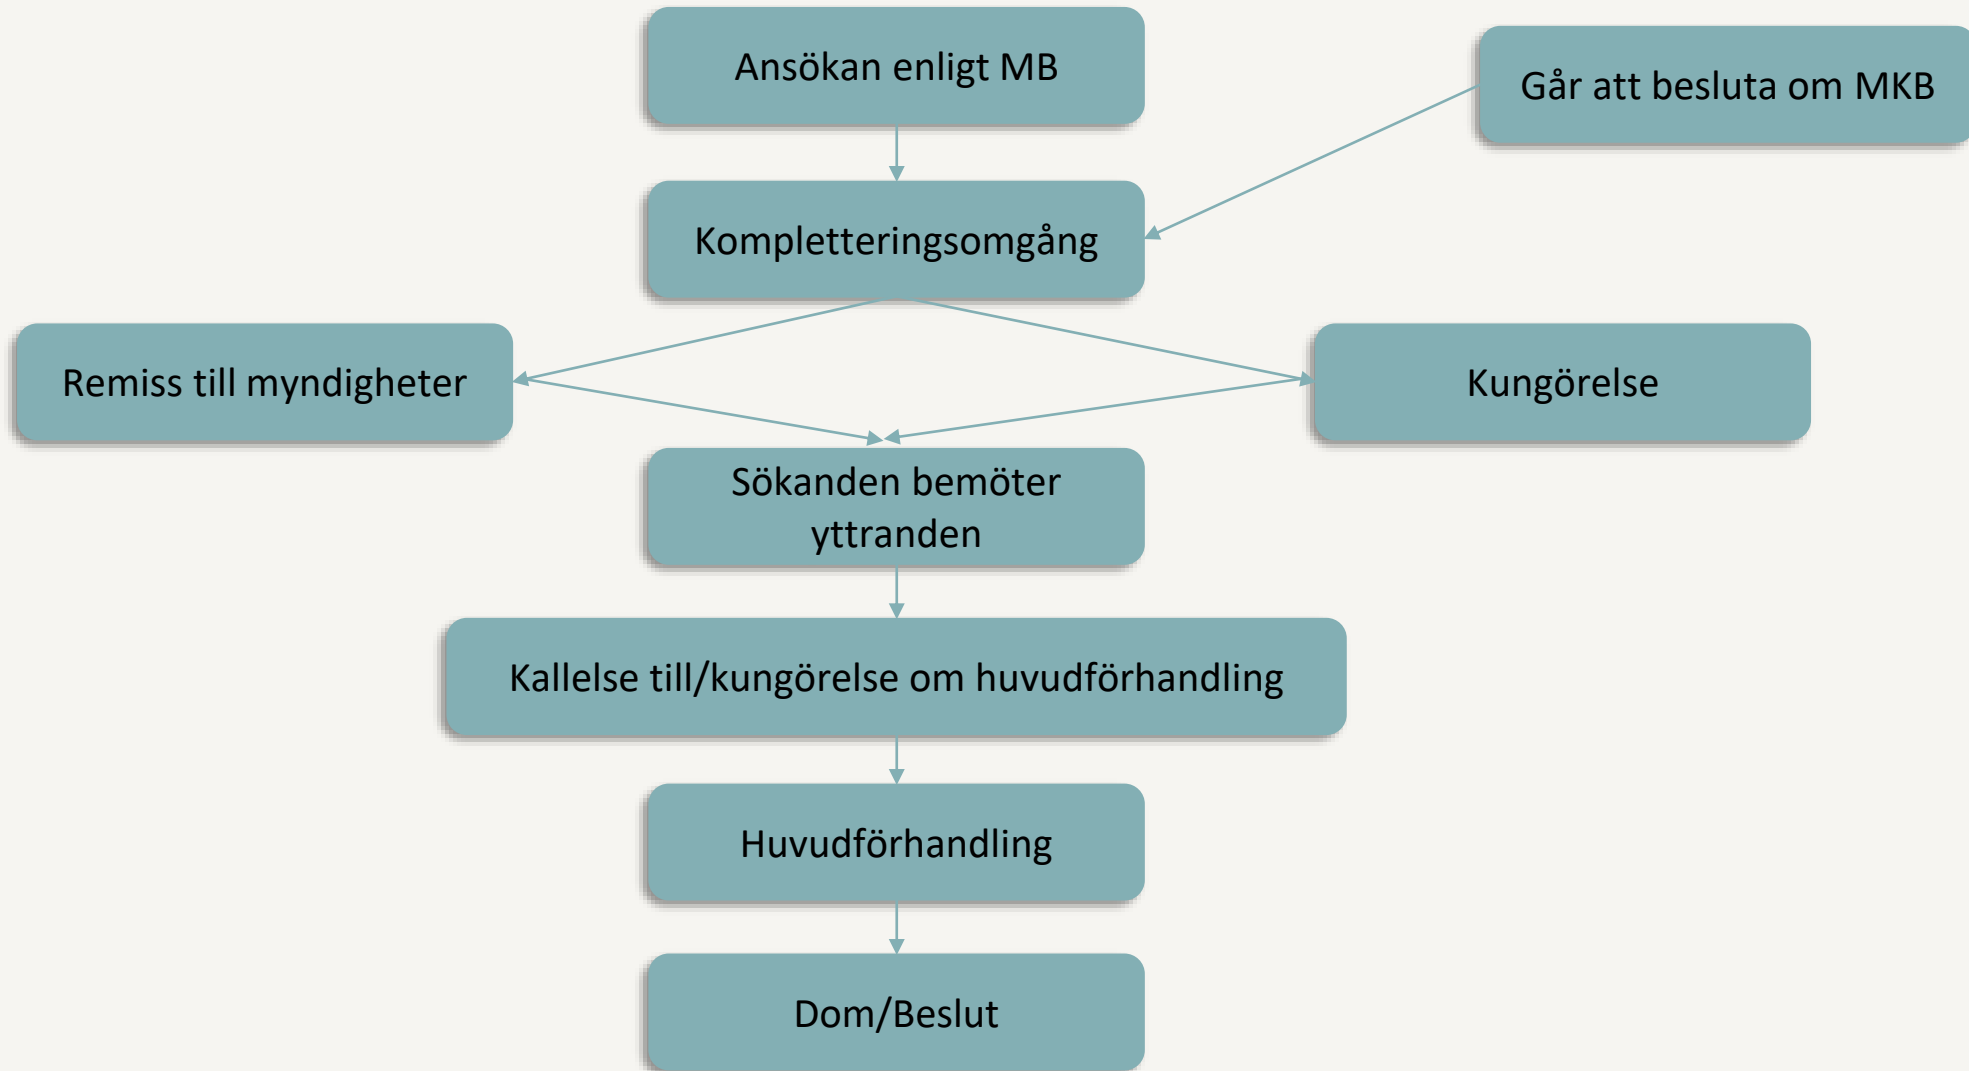 Ansökan enligt MB
Går att besluta om MKB
Kompletteringsomgång
Remiss till myndigheter
Kungörelse
Sökanden bemöter
yttranden
Kallelse till/kungörelse om huvudförhandling
Huvudförhandling
Dom/Beslut